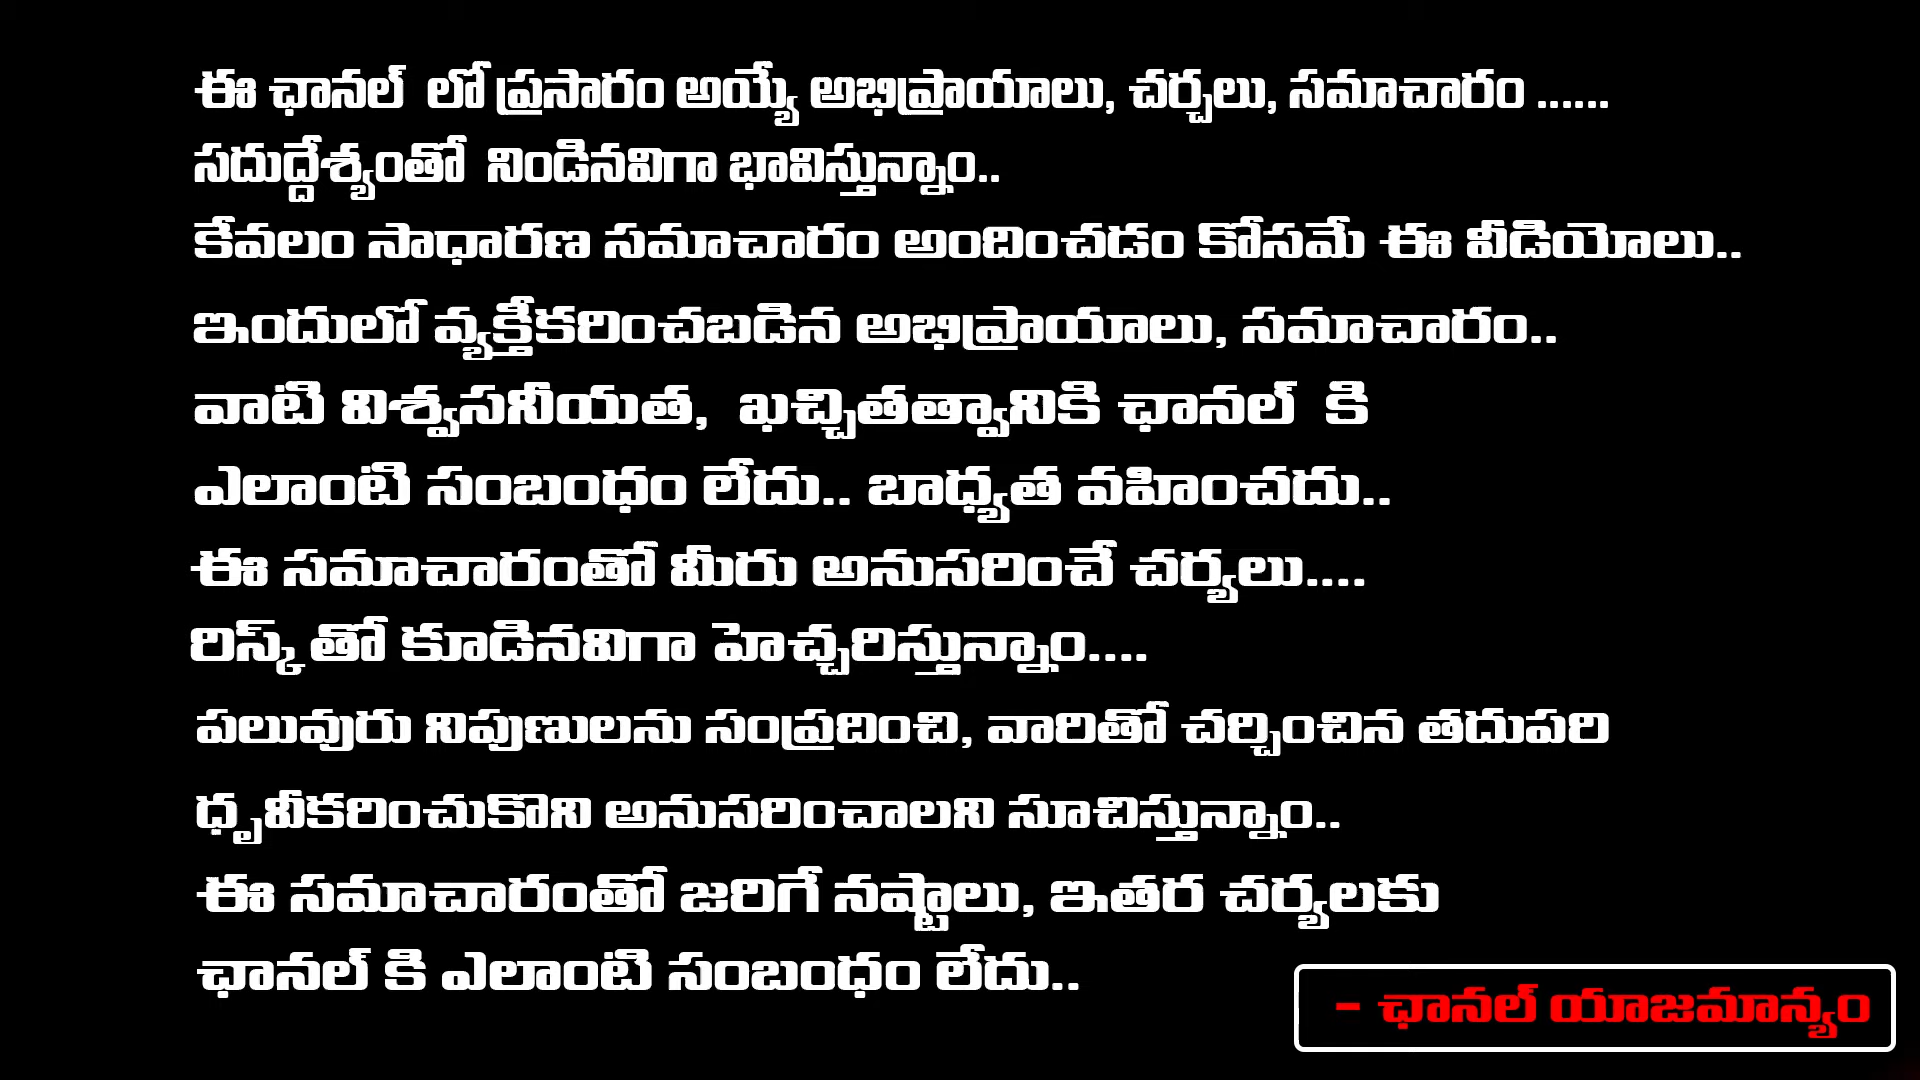 ఈ ఛానల్ లో ప్రసారం అయ్యే అభిప్రాయాలు, చర్చలు, సమాచారం ......
సదుద్దేశ్యంతో నిండినవిగా భావిస్తున్నాం..
కేవలం సాధారణ సమాచారం అందించడం కోసమే ఈ వీడియోలు..
ఇందులో వ్యక్తీకరించబడిన అభిప్రాయాలు, సమాచారం..
వాటి విశ్వసనీయత, ఖచ్చితత్వానికి ఛానల్ కి
ఎలాంటి సంబంధం లేదు.. బాధ్యత వహించదు..
ఈ సమాచారంతో మీరు అనుసరించే చర్యలు....
రిస్క్ తో కూడినవిగా హెచ్చరిస్తున్నాం....
పలువురు నిపుణులను సంప్రదించి, వారితో చర్చించిన తదుపరి
ధృవీకరించుకొని అనుసరించాలని సూచిస్తున్నాం..
ఈ సమాచారంతో జరిగే నష్టాలు, ఇతర చర్యలకు
ఛానల్ కి ఎలాంటి సంబంధం లేదు..
- ఛానల్ యాజమాన్యం